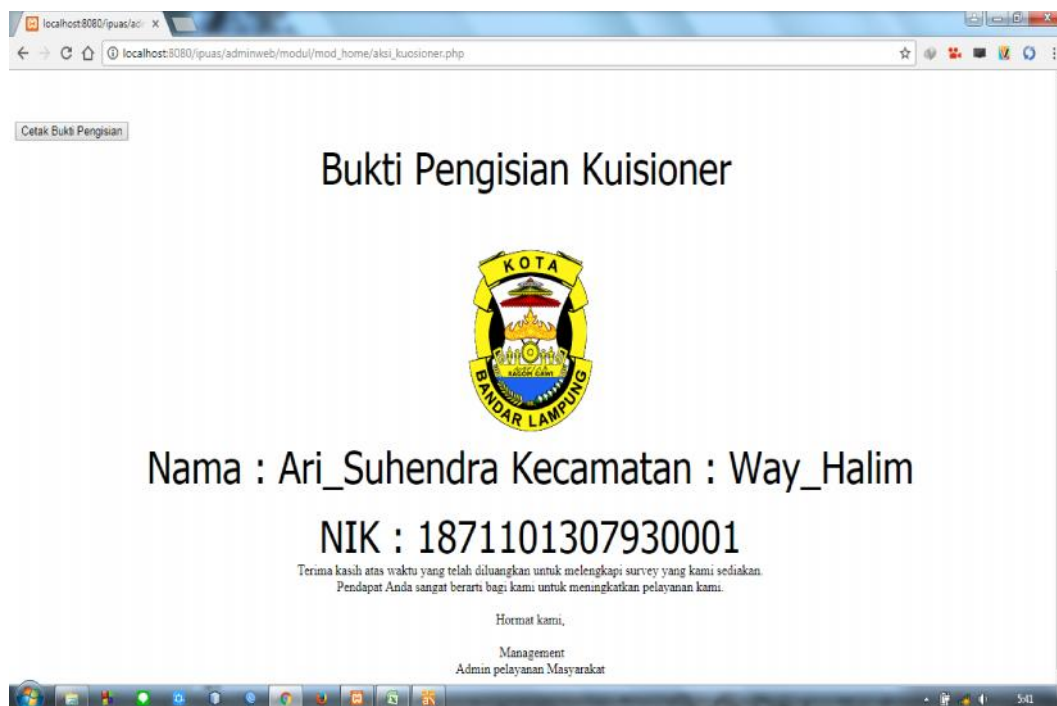 localhost:8080/ipuas/ad
localhost:8080/ipuas/adminweb/modul/mod_home/aksi_kuosioner.php
Cetak Bukti Pengisian
Bukti Pengisian Kuisioner
KOTA
RAGOM GAWI
BANDAR LAMPUNG
Nama : Ari_Suhendra Kecamatan : Way_Halim
NIK : 1871101307930001
Terima kasih atas waktu yang telah diluangkan untuk melengkapi survey yang kami sediakan.
Pendapat Anda sangat berarti bagi kami untuk meningkatkan pelayanan kami.
Hormat kami,
Management
Admin pelayanan Masyarakat
5:41